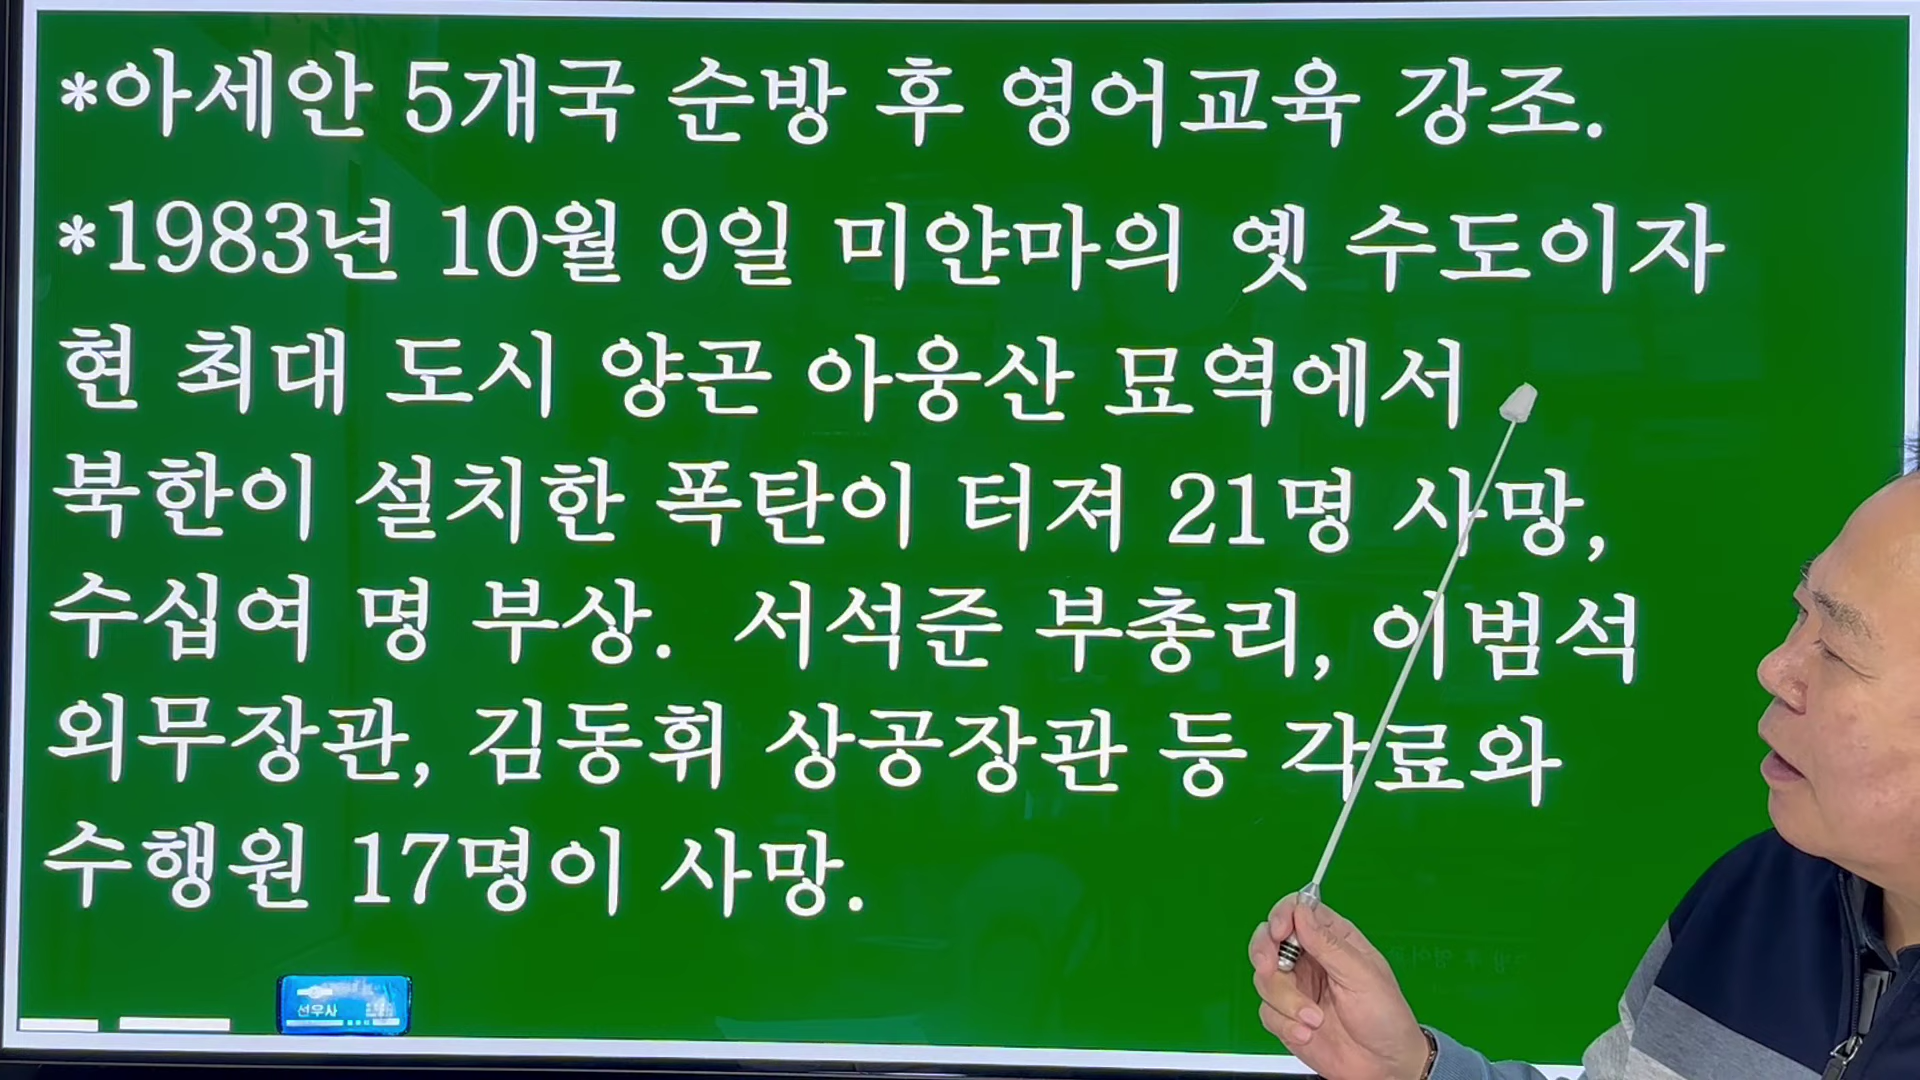 *아세안 5개국 순방 후 영어교육 강조.
*1983년 10월 9일 미얀마의 옛 수도이자
현 최대 도시 양곤 아웅산 묘역에서
북한이 설치한 폭탄이 터져 21명 사망,
수십여 명 부상. 서석준 부총리, 이범석
외무장관, 김동휘 상공장관 등 각료와
수행원 17명이 사망.
선우사